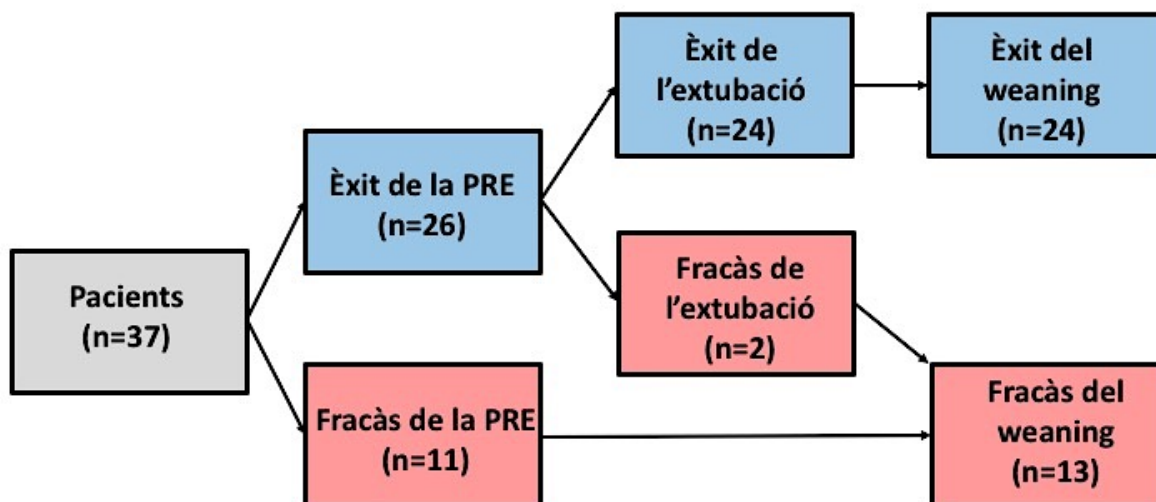 Pacients
(n=37)
Èxit de la PRE
(n=26)
Fracàs de la PRE
(n=11)
Èxit de
l'extubació
(n=24)
Fracàs de
l'extubació
(n=2)
Èxit del
weaning
(n=24)
Fracàs del
weaning
(n=13)